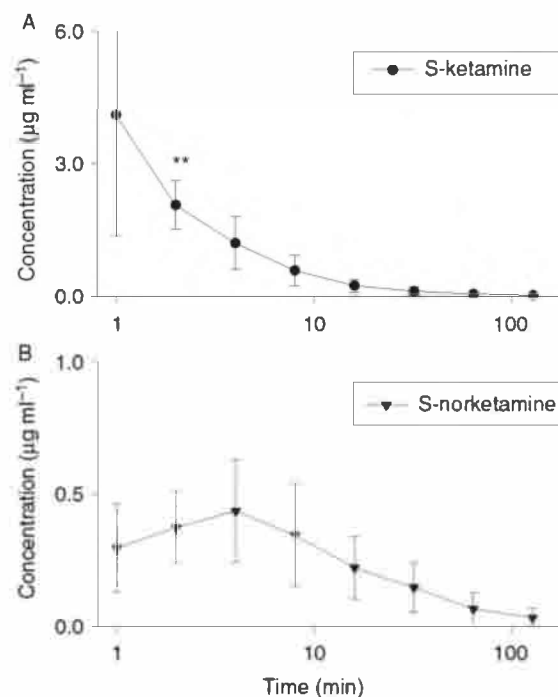 A
6.0
S-ketamine
Concentration (µg ml⁻¹)
3.0
**
0.0
1
10
100
B
1.0
S-norketamine
Concentration (µg ml⁻¹)
0.5
0.0
1
10
100
Time (min)